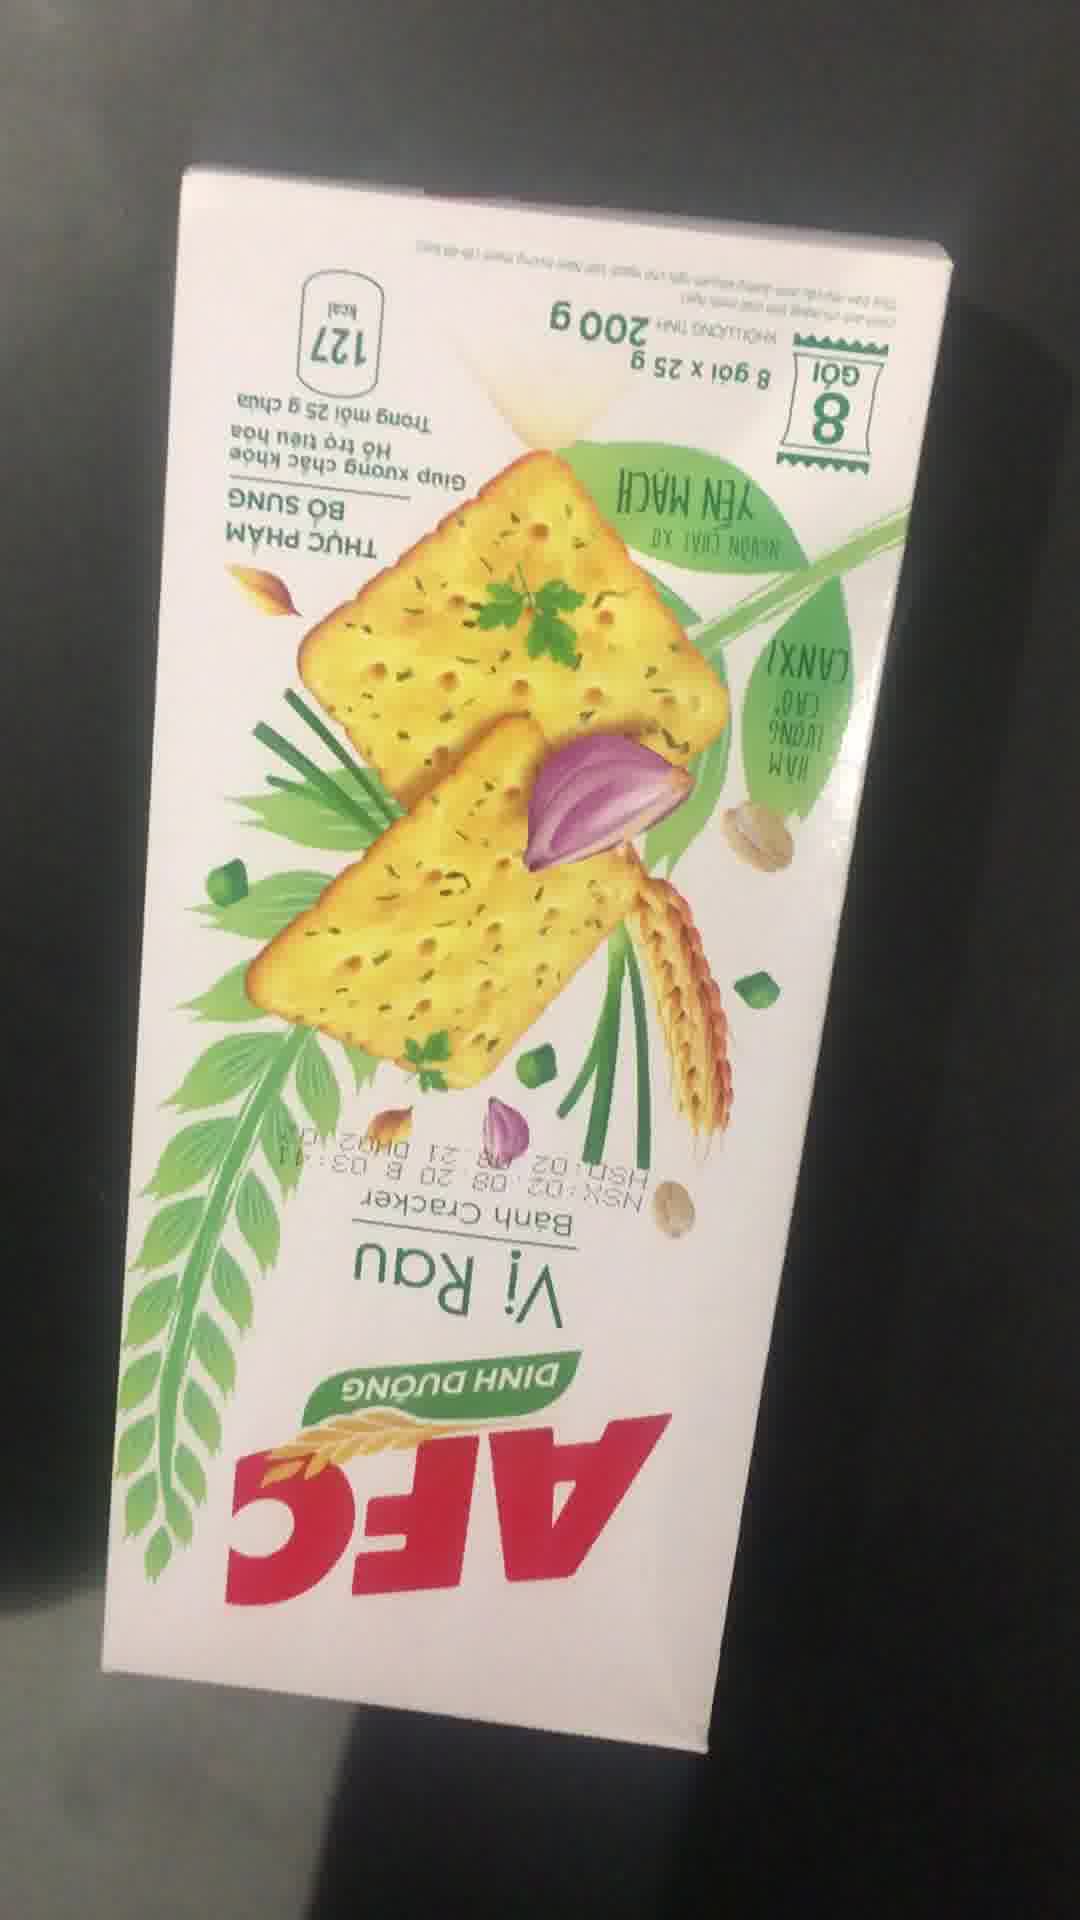 AFC
DINH DƯỠNG
Vị Rau
Bánh Cracker
NSX:02 09 20 B 03:11
HSD:02 08 21 DH02
HÀM
LƯỢNG
CAO
CANXI
NGUỒN CHẤT XƠ
YẾN MẠCH
THỰC PHẨM
BỔ SUNG
Giúp xương chắc khỏe
Hỗ trợ tiêu hóa
Trong mỗi 25 g chứa
127
kcal
8
GÓI
8 gói x 25 g
KHỐI LƯỢNG TỊNH 200 g